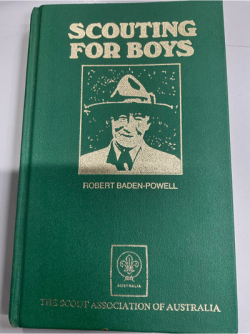 SCOUTING
FOR BOYS
ROBERT BADEN-POWELL
AUSTRALIA
THE SCOUT ASSOCIATION OF AUSTRALIA